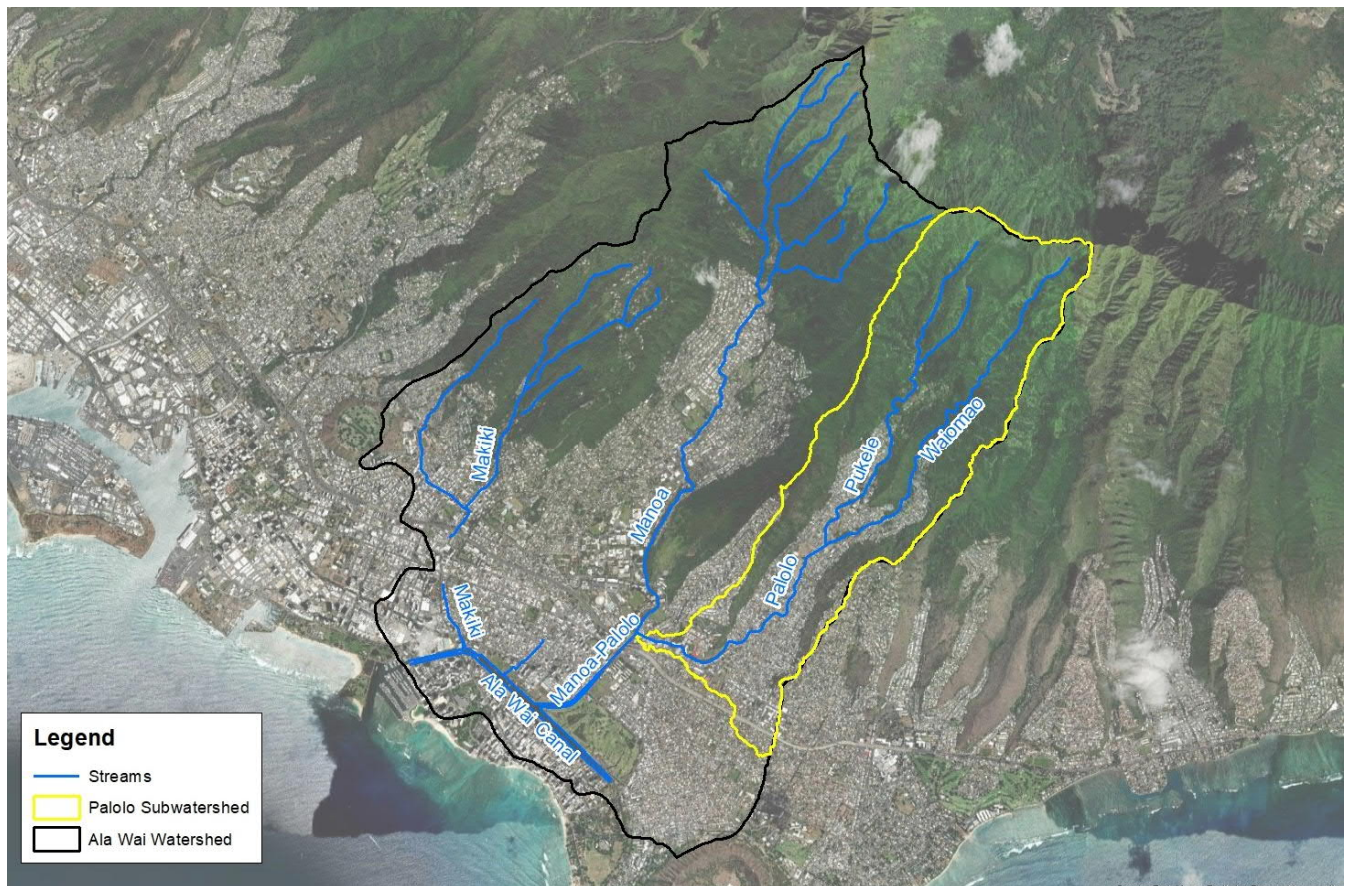 Makiki
Pukele
Waiomao
Manoa
Palolo
Makiki
Manoa-Palolo
Ala Wai Canal
Legend
Streams
Palolo Subwatershed
Ala Wai Watershed